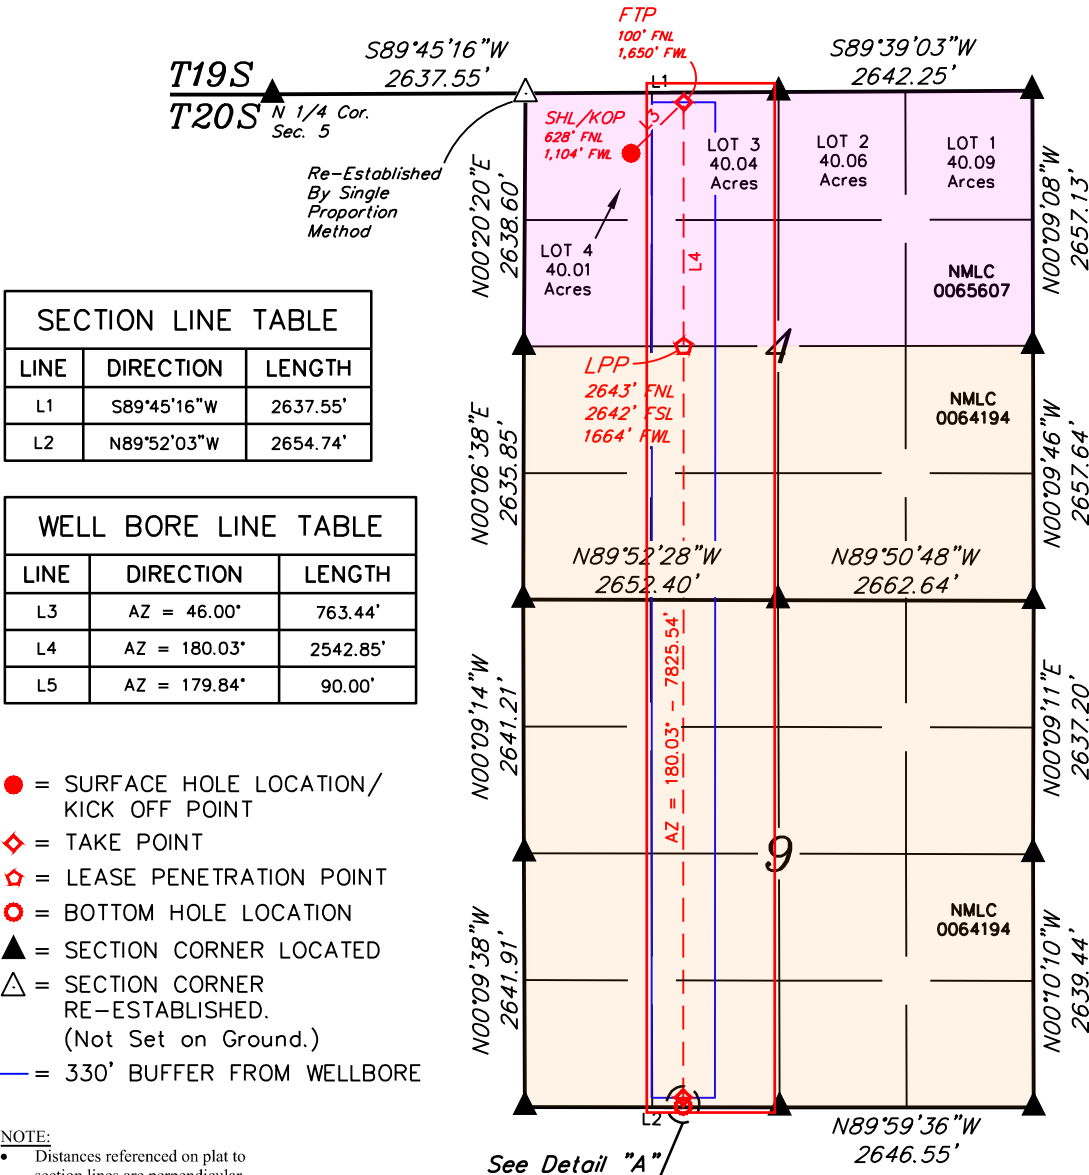 FTP
100' FNL
1,650' FWL
S89°45'16"W
2637.55'
S89°39'03"W
2642.25'
T19S
T20S
N 1/4 Cor.
Sec. 5
L1
SHL/KOP
628' FNL
1,104' FWL
L3
LOT 3
40.04
Acres
LOT 2
40.06
Acres
LOT 1
40.09
Arces
Re-Established
By Single
Proportion
Method
N00°20'20"E
2638.60'
N00°09'08"W
2657.13'
LOT 4
40.01
Acres
L4
NMLC
0065607
SECTION LINE TABLE
LINE DIRECTION LENGTH
L1 S89°45'16"W 2637.55'
L2 N89°52'03"W 2654.74'
4
LPP
2643' FNL
2642' FSL
1664' FWL
NMLC
0064194
N00°06'38"E
2635.85'
N00°09'46"W
2657.64'
WELL BORE LINE TABLE
LINE DIRECTION LENGTH
L3 AZ = 46.00° 763.44'
L4 AZ = 180.03° 2542.85'
L5 AZ = 179.84° 90.00'
N89°52'28"W
2652.40'
N89°50'48"W
2662.64'
N00°09'14"W
2641.21'
AZ = 180.03° - 7825.54'
N00°09'11"E
2637.20'
9
= SURFACE HOLE LOCATION/
KICK OFF POINT
= TAKE POINT
= LEASE PENETRATION POINT
= BOTTOM HOLE LOCATION
= SECTION CORNER LOCATED
= SECTION CORNER
RE-ESTABLISHED.
(Not Set on Ground.)
= 330' BUFFER FROM WELLBORE
NMLC
0064194
N00°09'38"W
2641.91'
N00°10'10"W
2639.44'
L2
N89°59'36"W
2646.55'
See Detail "A"
NOTE:
• Distances referenced on plat to
section lines are perpendicular